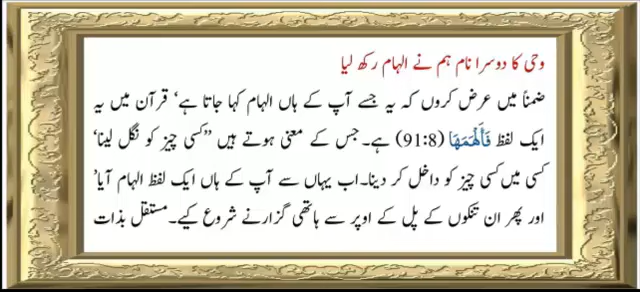 وحی کا دوسرا نام ہم نے الہام رکھ لیا
ضمناً میں عرض کروں کہ یہ جسے آپ کے ہاں الہام کہا جاتا ہے‘ قرآن میں یہ
ایک لفظ فَأَلْهَمَهَا (91:8) ہے۔ جس کے معنی ہوتے ہیں ”کسی چیز کو نگل لینا‘
کسی میں کسی چیز کو داخل کر دینا۔ اب یہاں سے آپ کے ہاں ایک لفظ الہام آیا‘
اور پھر ان تنکوں کے پل کے اوپر سے ہاتھی گزارنے شروع کیے۔ مستقل بذات